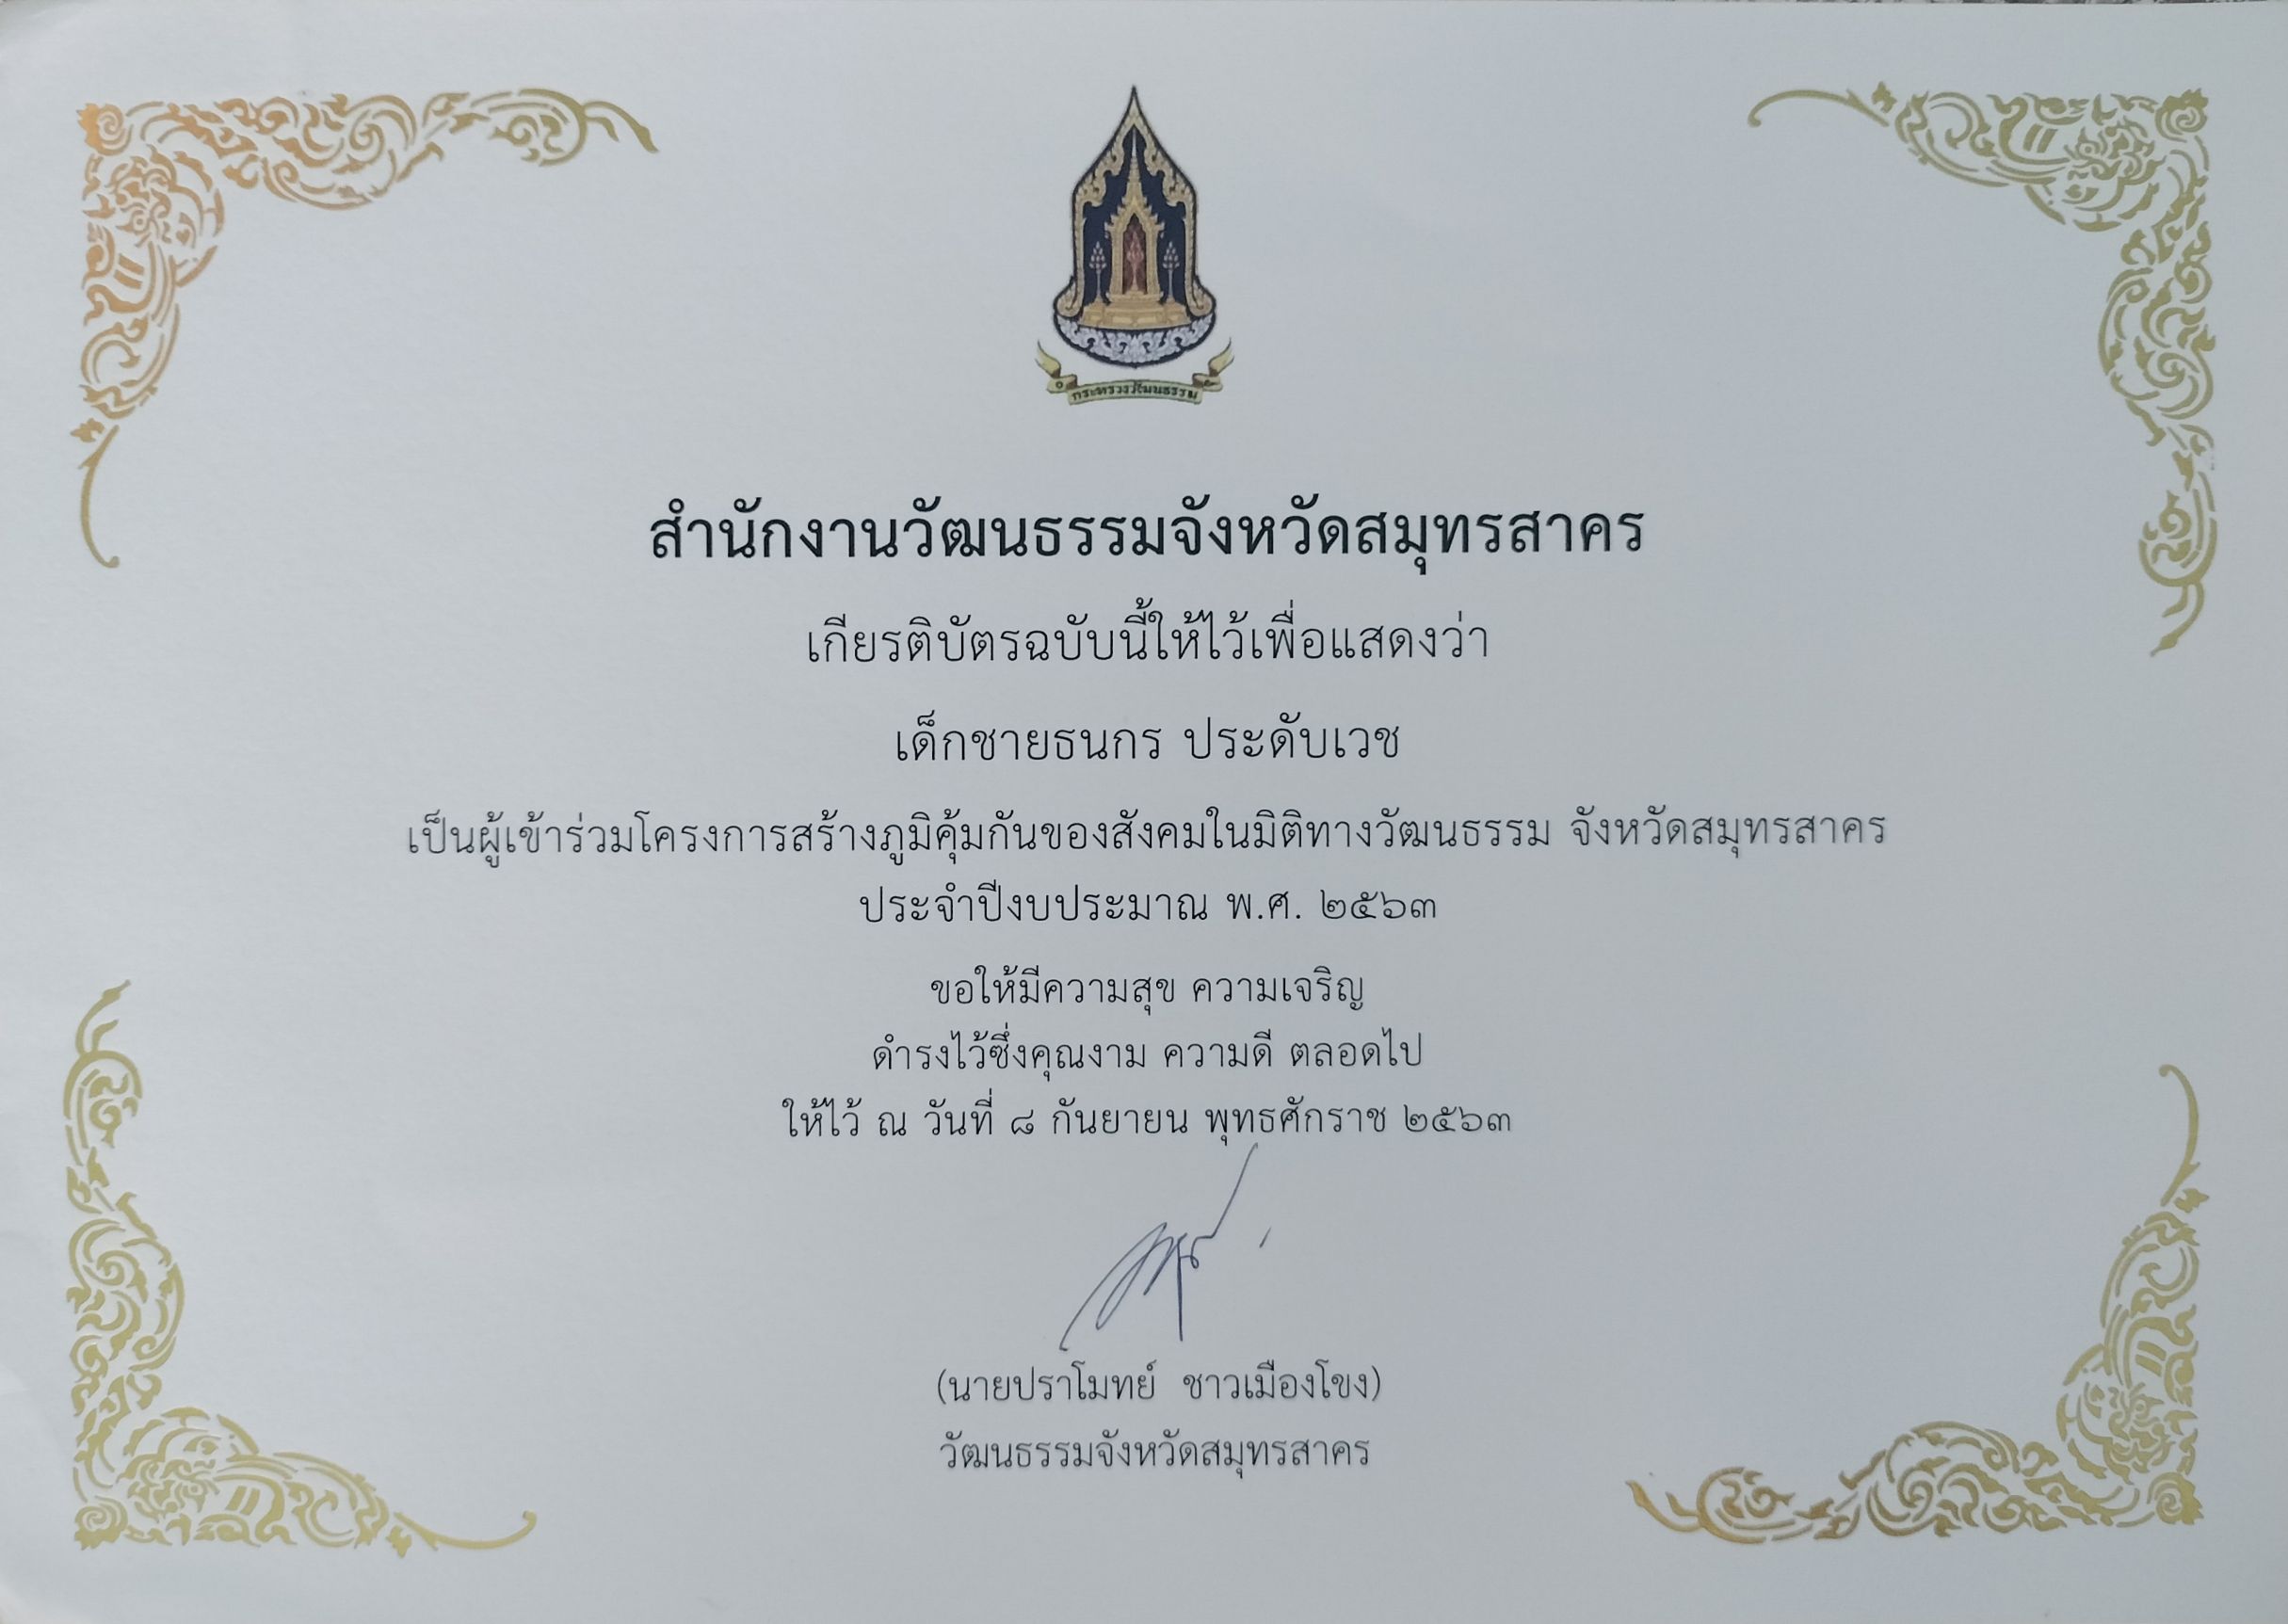 กระทรวงวัฒนธรรม
สำนักงานวัฒนธรรมจังหวัดสมุทรสาคร
เกียรติบัตรฉบับนี้ให้ไว้เพื่อแสดงว่า
เด็กชายธนกร ประดับเวช
เป็นผู้เข้าร่วมโครงการสร้างภูมิคุ้มกันของสังคมในมิติทางวัฒนธรรม จังหวัดสมุทรสาคร
ประจำปีงบประมาณ พ.ศ. ๒๕๖๓
ขอให้มีความสุข ความเจริญ
ดำรงไว้ซึ่งคุณงาม ความดี ตลอดไป
ให้ไว้ ณ วันที่ ๘ กันยายน พุทธศักราช ๒๕๖๓
(นายปราโมทย์ ชาวเมืองโขง)
วัฒนธรรมจังหวัดสมุทรสาคร